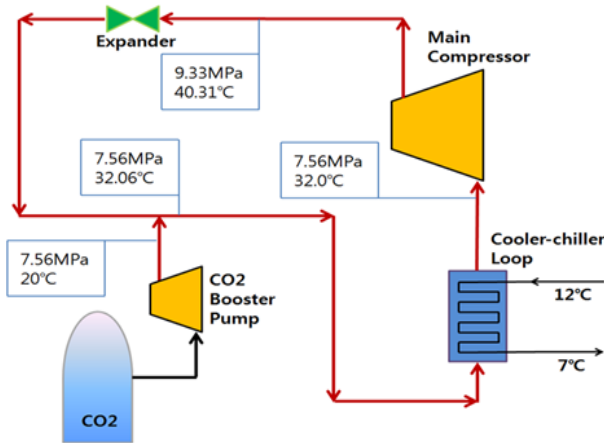 Expander
Main
Compressor
9.33MPa
40.31℃
7.56MPa
32.06℃
7.56MPa
32.0℃
7.56MPa
20℃
CO2
Booster
Pump
Cooler-chiller
Loop
12℃
7℃
CO2